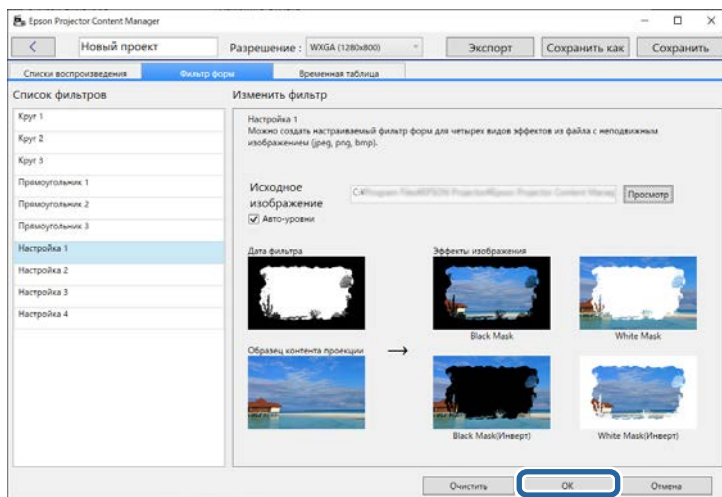 Epson Projector Content Manager
Новый проект Разрешение : WXGA (1280x800) Экспорт Сохранить как Сохранить
Списки воспроизведения Фильтр форм Временная таблица
Список фильтров
Круг 1
Круг 2
Круг 3
Прямоугольник 1
Прямоугольник 2
Прямоугольник 3
Настройка 1
Настройка 2
Настройка 3
Настройка 4
Изменить фильтр
Настройка 1
Можно создать настраиваемый фильтр форм для четырех видов эффектов из файла с неподвижным
изображением (jpeg, png, bmp).
Исходное
изображение
Просмотр
Авто-уровни
Дата фильтра
Эффекты изображения
Black Mask
White Mask
Образец контента проекции
→
Black Mask(Инверт)
White Mask(Инверт)
Очистить OK Отмена